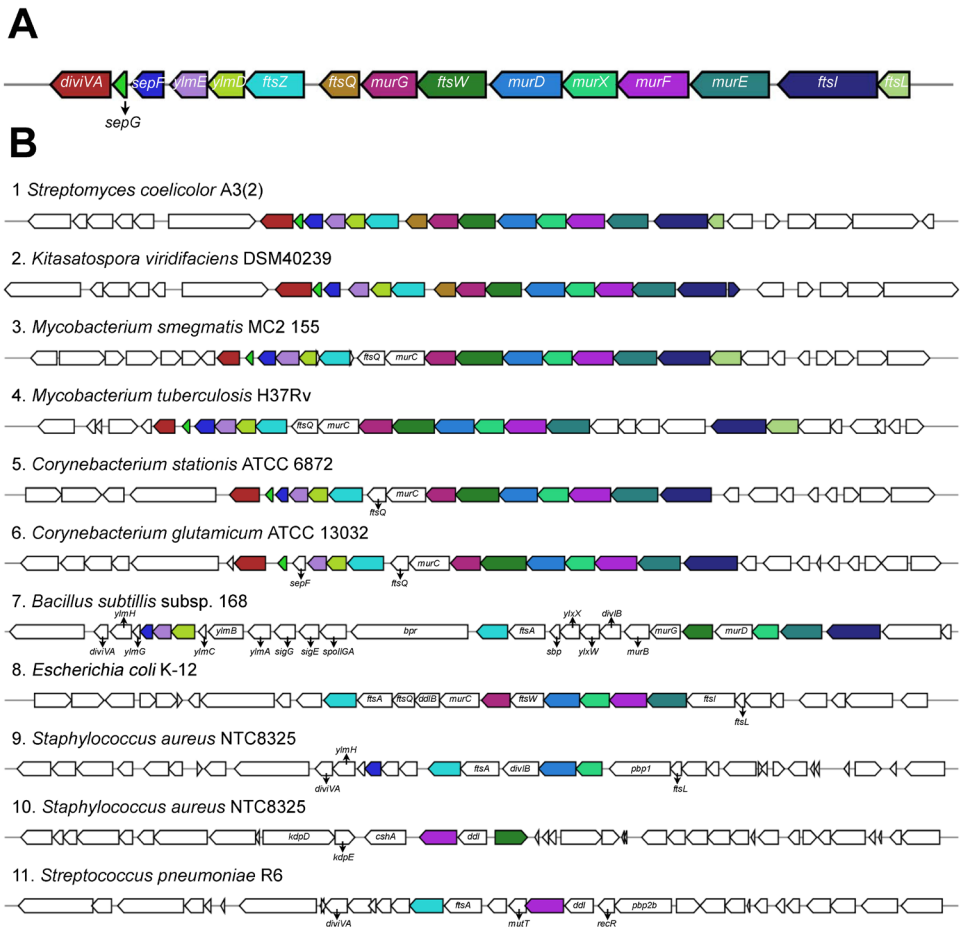 A
diviVA sepF ylmE ylmD ftsZ ftsQ murG ftsW murD murX murF murE ftsI ftsL
sepG
B
1 Streptomyces coelicolor A3(2)
2. Kitasatospora viridifaciens DSM40239
3. Mycobacterium smegmatis MC2 155
ftsQ murC
4. Mycobacterium tuberculosis H37Rv
ftsQ murC
5. Corynebacterium stationis ATCC 6872
murC
ftsQ
6. Corynebacterium glutamicum ATCC 13032
murC
sepF ftsQ
7. Bacillus subtillis subsp. 168
ylmH ylxX divIB
ylmB bpr ftsA murG murD
diviVA ylmG ylmC ylmA sigG sigE spoIIGA sbp ylxW murB
8. Escherichia coli K-12
ftsA ftsQ ddlB murC ftsW ftsI
ftsL
9. Staphylococcus aureus NTC8325
ylmH
ftsA divIB pbp1
diviVA ftsL
10. Staphylococcus aureus NTC8325
kdpD cshA ddl
kdpE
11. Streptococcus pneumoniae R6
ftsA ddl pbp2b
diviVA mutT recR